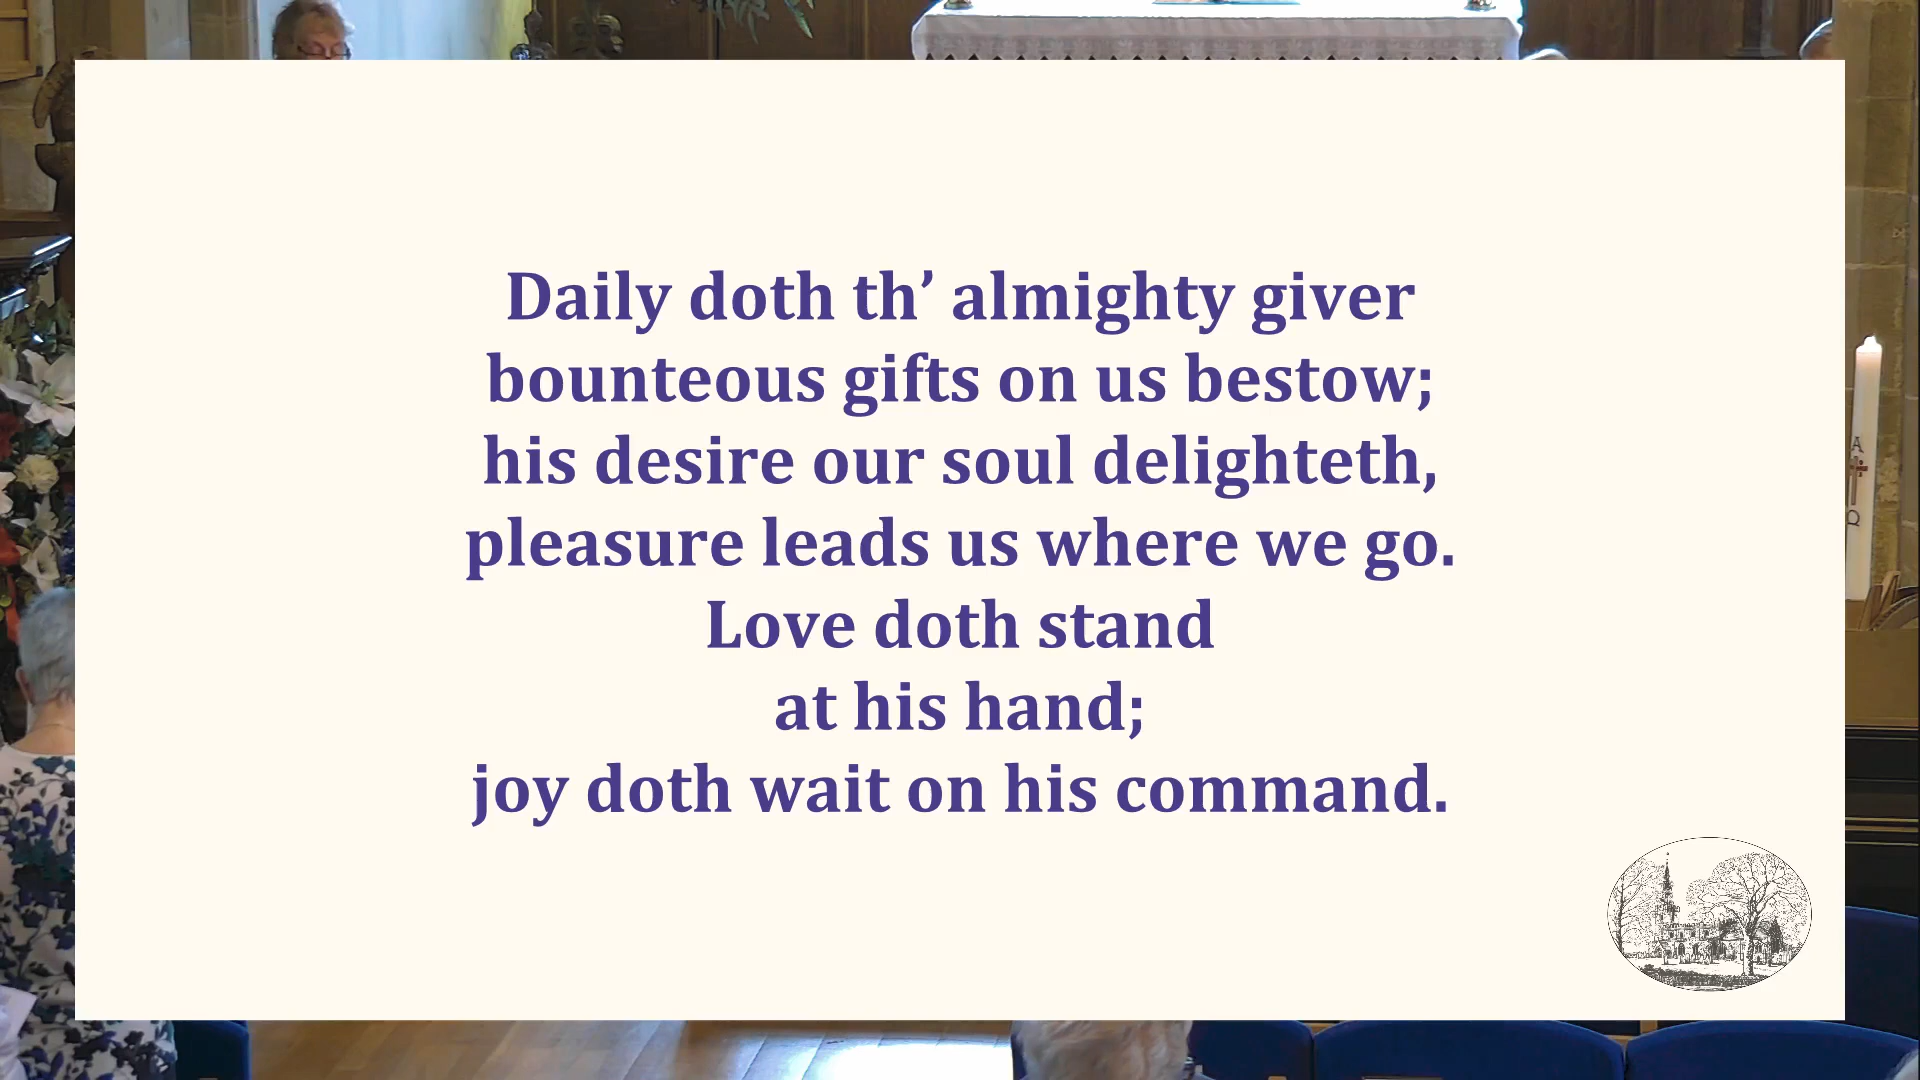 Daily doth th’ almighty giver
bounteous gifts on us bestow;
his desire our soul delighteth,
pleasure leads us where we go.
Love doth stand
at his hand;
joy doth wait on his command.
Α
Ω